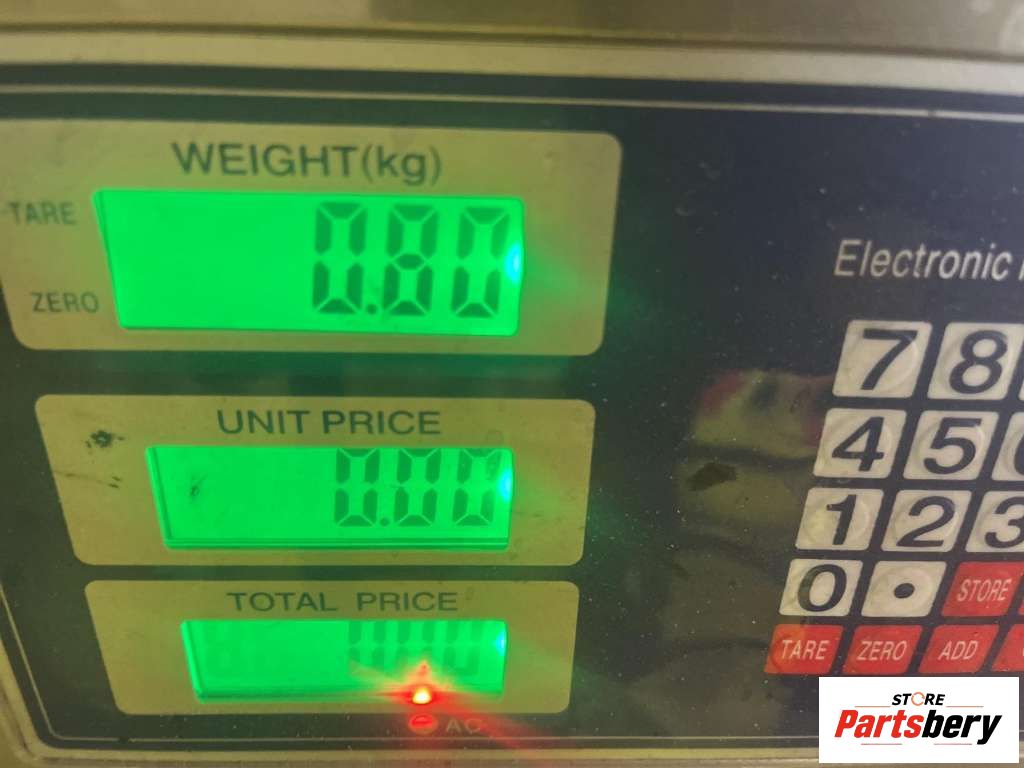 WEIGHT(kg)
TARE
0.80
ZERO
Electronic
UNIT PRICE
0.00
TOTAL PRICE
AC
7 8
4 5
1 2 3
0 . STORE
TARE ZERO ADD
STORE
Partsbery